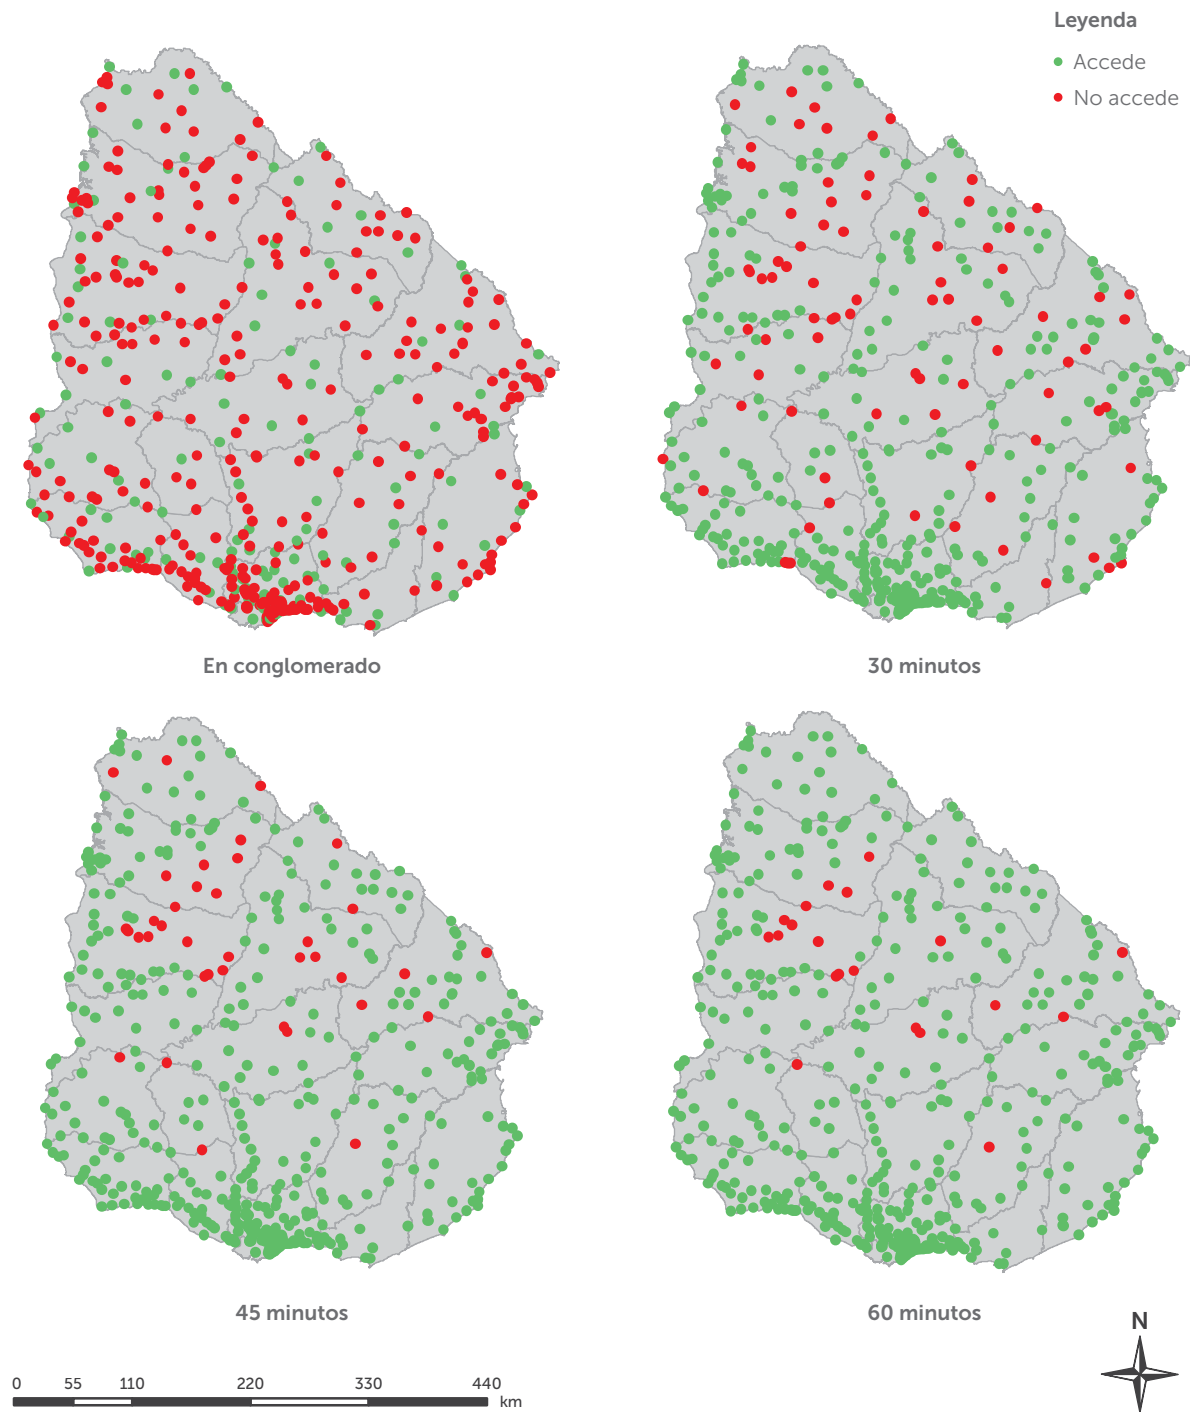 Leyenda
Accede
No accede
En conglomerado
30 minutos
45 minutos
60 minutos
N
0 55 110 220 330 440
km